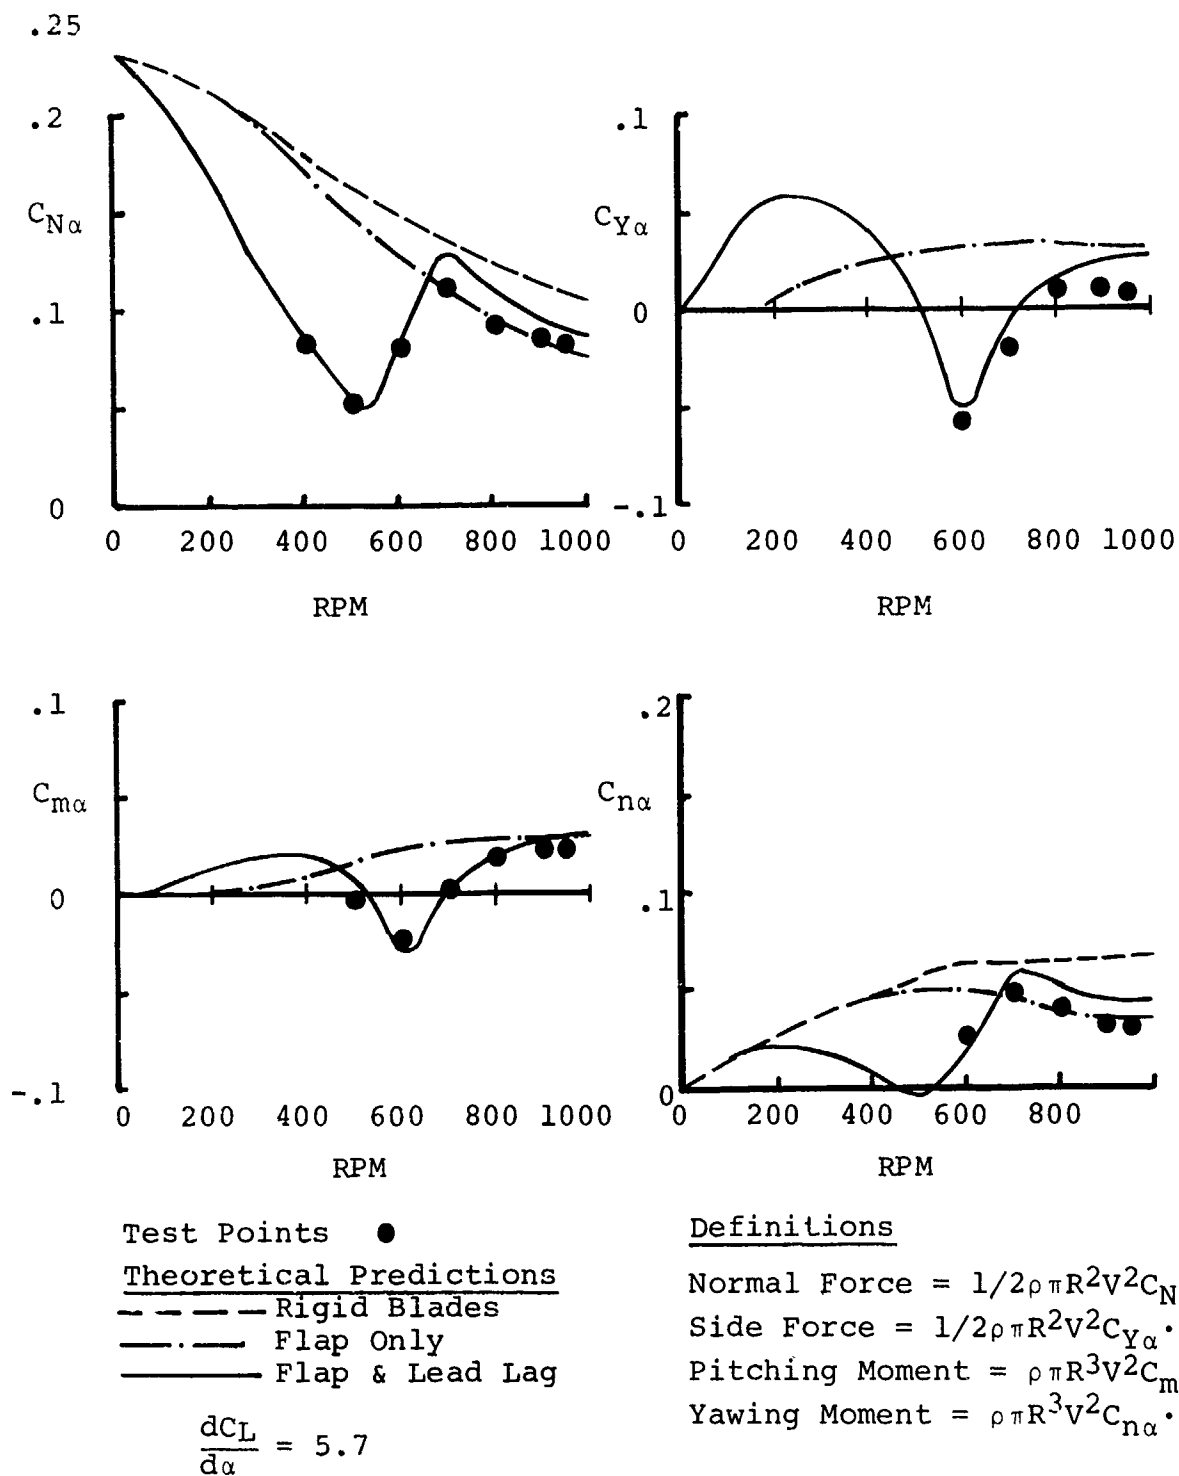 .25
.2
CNα
.1
0
0 200 400 600 800 1000
RPM
.1
CYα
0
-.1
0 200 400 600 800 1000
RPM
.1
Cmα
0
-.1
0 200 400 600 800 1000
RPM
.2
Cnα
.1
0
0 200 400 600 800
RPM
Test Points ●
Theoretical Predictions
Rigid Blades
Flap Only
Flap & Lead Lag
dCL/dα = 5.7
Definitions
Normal Force = 1/2ρπR²V²CN
Side Force = 1/2ρπR²V²CYα·
Pitching Moment = ρπR³V²Cm
Yawing Moment = ρπR³V²Cnα·